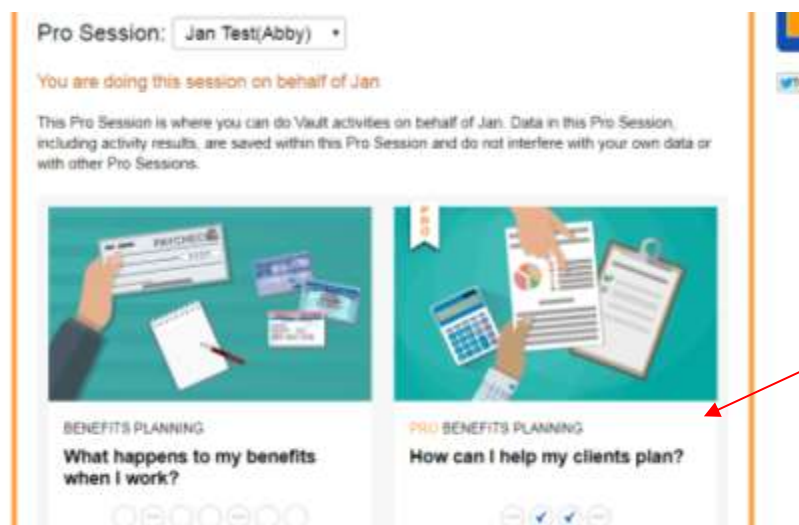 Pro Session: Jan Test(Abby)
You are doing this session on behalf of Jan
This Pro Session is where you can do Vault activities on behalf of Jan. Data in this Pro Session,
including activity results, are saved within this Pro Session and do not interfere with your own data or
with other Pro Sessions.
PAYCHECK
PRO
BENEFITS PLANNING
What happens to my benefits
when I work?
PRO BENEFITS PLANNING
How can I help my clients plan?